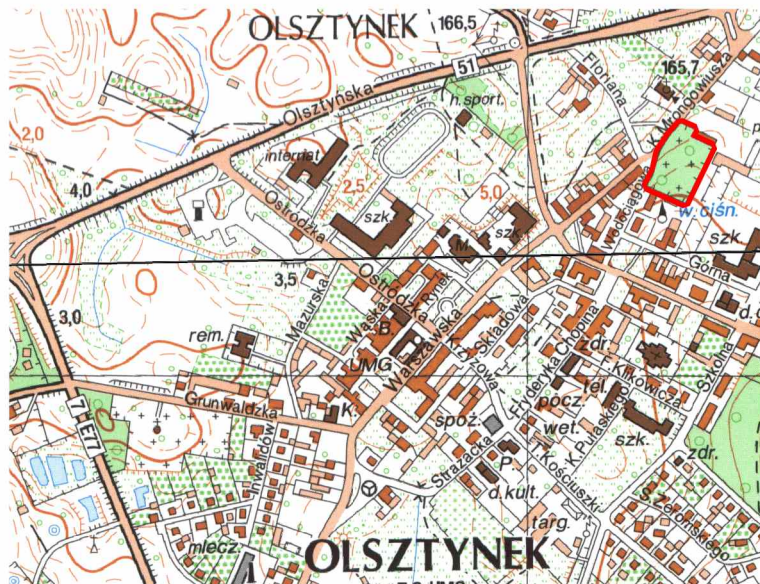 OLSZTYNEK
166,5
51
Olsztyńska
h.sport.
Floriana
165,7
K. Mrongowiusza
2,0
4,0
internat
2,5
5,0
szk.
Ostródzka
szk.
M.
Wodociągowa
w.ciśn.
szk.
Górna
3,5
3,0
Ostródzka
Rynek
Mazurska
Wąska
B
Składowa
rem.
UMG
Warszawska
Chopina
zdr.
Klikowicza
Szkolna
7
E77
Grunwaldzka
K.
Inwalidów
spoż.
Fryderyka
tel.
pocz.
wet.
K.Pułaskiego
szk.
zdr.
Strażacka
P.
d.kult.
Kościuszki
S.Żeromskiego
targ.
mlecz.
OLSZTYNEK